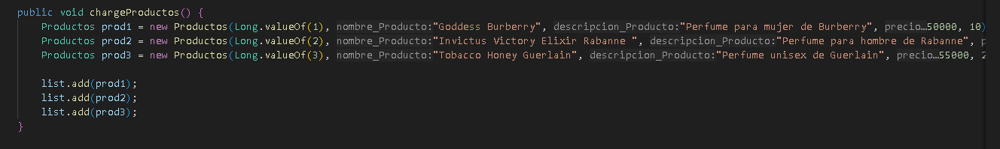 public void chargeProductos() {
Productos prod1 = new Productos(Long.valueOf(1), nombre_Producto:"Goddess Burberry", descripcion_Producto:"Perfume para mujer de Burberry", precio…50000, 10)
Productos prod2 = new Productos(Long.valueOf(2), nombre_Producto:"Invictus Victory Elixir Rabanne ", descripcion_Producto:"Perfume para hombre de Rabanne", p
Productos prod3 = new Productos(Long.valueOf(3), nombre_Producto:"Tobacco Honey Guerlain", descripcion_Producto:"Perfume unisex de Guerlain", precio…55000, 2
list.add(prod1);
list.add(prod2);
list.add(prod3);
}